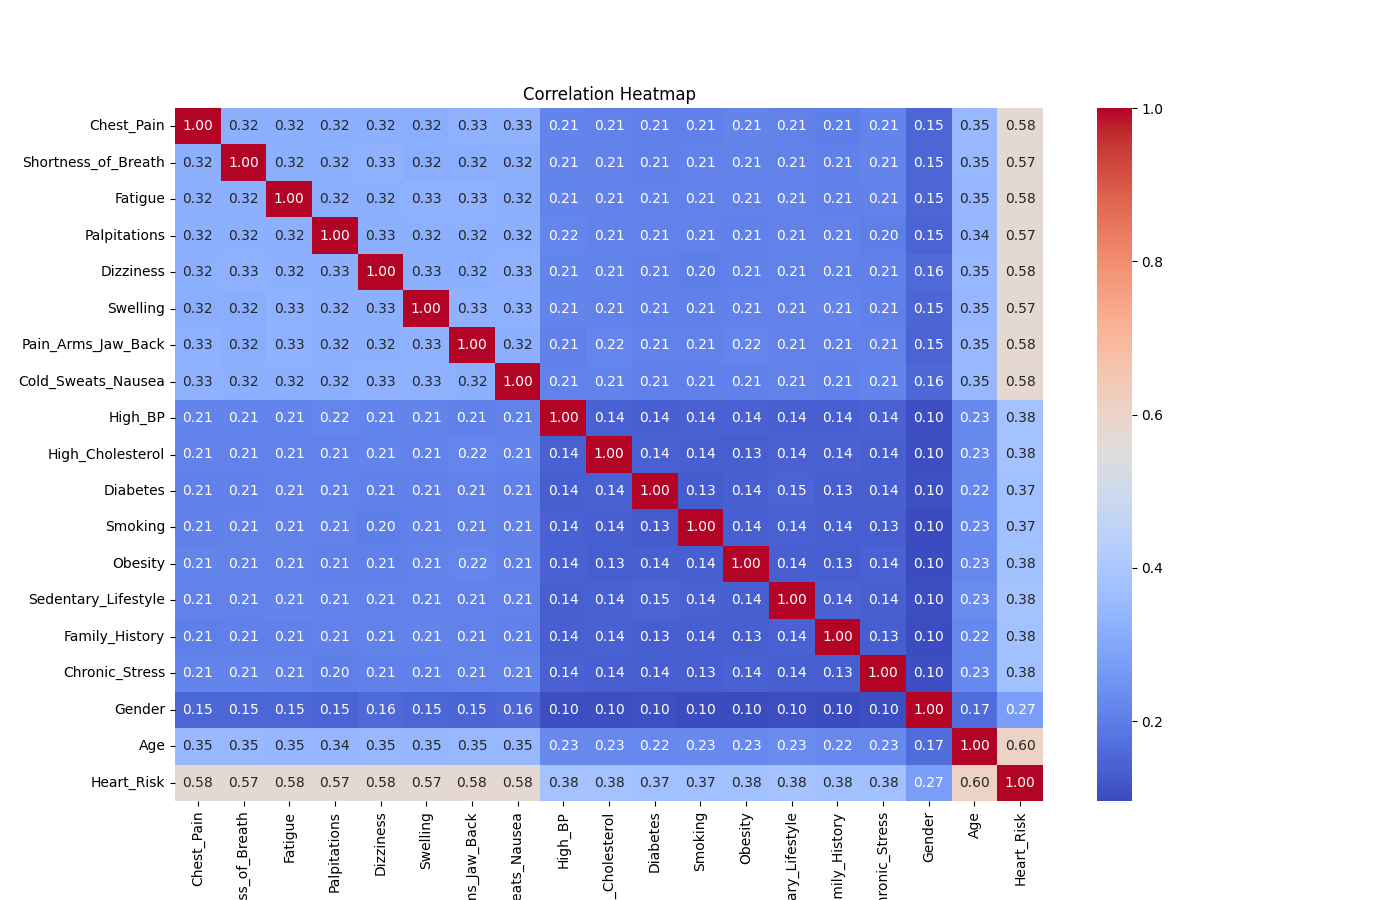 Correlation Heatmap
Chest_Pain 1.00 0.32 0.32 0.32 0.32 0.32 0.33 0.33 0.21 0.21 0.21 0.21 0.21 0.21 0.21 0.21 0.15 0.35 0.58
Shortness_of_Breath 0.32 1.00 0.32 0.32 0.33 0.32 0.32 0.32 0.21 0.21 0.21 0.21 0.21 0.21 0.21 0.21 0.15 0.35 0.57
Fatigue 0.32 0.32 1.00 0.32 0.32 0.33 0.33 0.32 0.21 0.21 0.21 0.21 0.21 0.21 0.21 0.21 0.15 0.35 0.58
Palpitations 0.32 0.32 0.32 1.00 0.33 0.32 0.32 0.32 0.22 0.21 0.21 0.21 0.21 0.21 0.21 0.20 0.15 0.34 0.57
Dizziness 0.32 0.33 0.32 0.33 1.00 0.33 0.32 0.33 0.21 0.21 0.21 0.20 0.21 0.21 0.21 0.21 0.16 0.35 0.58
Swelling 0.32 0.32 0.33 0.32 0.33 1.00 0.33 0.33 0.21 0.21 0.21 0.21 0.21 0.21 0.21 0.21 0.15 0.35 0.57
Pain_Arms_Jaw_Back 0.33 0.32 0.33 0.32 0.32 0.33 1.00 0.32 0.21 0.22 0.21 0.21 0.22 0.21 0.21 0.21 0.15 0.35 0.58
Cold_Sweats_Nausea 0.33 0.32 0.32 0.32 0.33 0.33 0.32 1.00 0.21 0.21 0.21 0.21 0.21 0.21 0.21 0.21 0.16 0.35 0.58
High_BP 0.21 0.21 0.21 0.22 0.21 0.21 0.21 0.21 1.00 0.14 0.14 0.14 0.14 0.14 0.14 0.14 0.10 0.23 0.38
High_Cholesterol 0.21 0.21 0.21 0.21 0.21 0.21 0.22 0.21 0.14 1.00 0.14 0.14 0.13 0.14 0.14 0.14 0.10 0.23 0.38
Diabetes 0.21 0.21 0.21 0.21 0.21 0.21 0.21 0.21 0.14 0.14 1.00 0.13 0.14 0.15 0.13 0.14 0.10 0.22 0.37
Smoking 0.21 0.21 0.21 0.21 0.20 0.21 0.21 0.21 0.14 0.14 0.13 1.00 0.14 0.14 0.14 0.13 0.10 0.23 0.37
Obesity 0.21 0.21 0.21 0.21 0.21 0.21 0.22 0.21 0.14 0.13 0.14 0.14 1.00 0.14 0.13 0.14 0.10 0.23 0.38
Sedentary_Lifestyle 0.21 0.21 0.21 0.21 0.21 0.21 0.21 0.21 0.14 0.14 0.15 0.14 0.14 1.00 0.14 0.14 0.10 0.23 0.38
Family_History 0.21 0.21 0.21 0.21 0.21 0.21 0.21 0.21 0.14 0.14 0.13 0.14 0.13 0.14 1.00 0.13 0.10 0.22 0.38
Chronic_Stress 0.21 0.21 0.21 0.20 0.21 0.21 0.21 0.21 0.14 0.14 0.14 0.13 0.14 0.14 0.13 1.00 0.10 0.23 0.38
Gender 0.15 0.15 0.15 0.15 0.16 0.15 0.15 0.16 0.10 0.10 0.10 0.10 0.10 0.10 0.10 0.10 1.00 0.17 0.27
Age 0.35 0.35 0.35 0.34 0.35 0.35 0.35 0.35 0.23 0.23 0.22 0.23 0.23 0.23 0.22 0.23 0.17 1.00 0.60
Heart_Risk 0.58 0.57 0.58 0.57 0.58 0.57 0.58 0.58 0.38 0.38 0.37 0.37 0.38 0.38 0.38 0.38 0.27 0.60 1.00
Chest_Pain
ss_of_Breath
Fatigue
Palpitations
Dizziness
Swelling
ns_Jaw_Back
eats_Nausea
High_BP
_Cholesterol
Diabetes
Smoking
Obesity
ary_Lifestyle
mily_History
ronic_Stress
Gender
Age
Heart_Risk
1.0
0.8
0.6
0.4
0.2